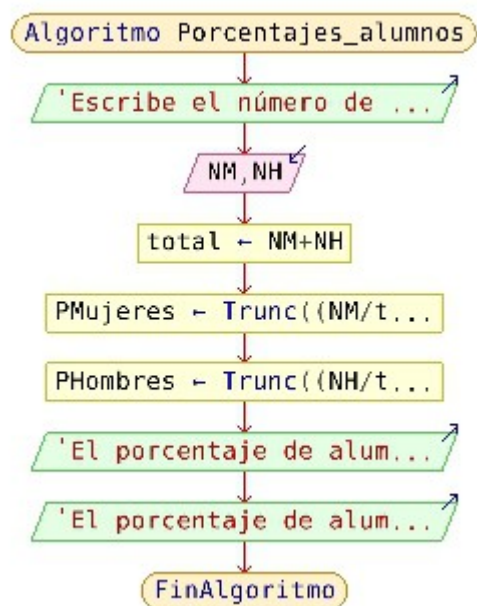 Algoritmo Porcentajes_alumnos
'Escribe el número de ...
NM,NH
total ← NM+NH
PMujeres ← Trunc((NM/t...
PHombres ← Trunc((NH/t...
'El porcentaje de alum...
'El porcentaje de alum...
FinAlgoritmo